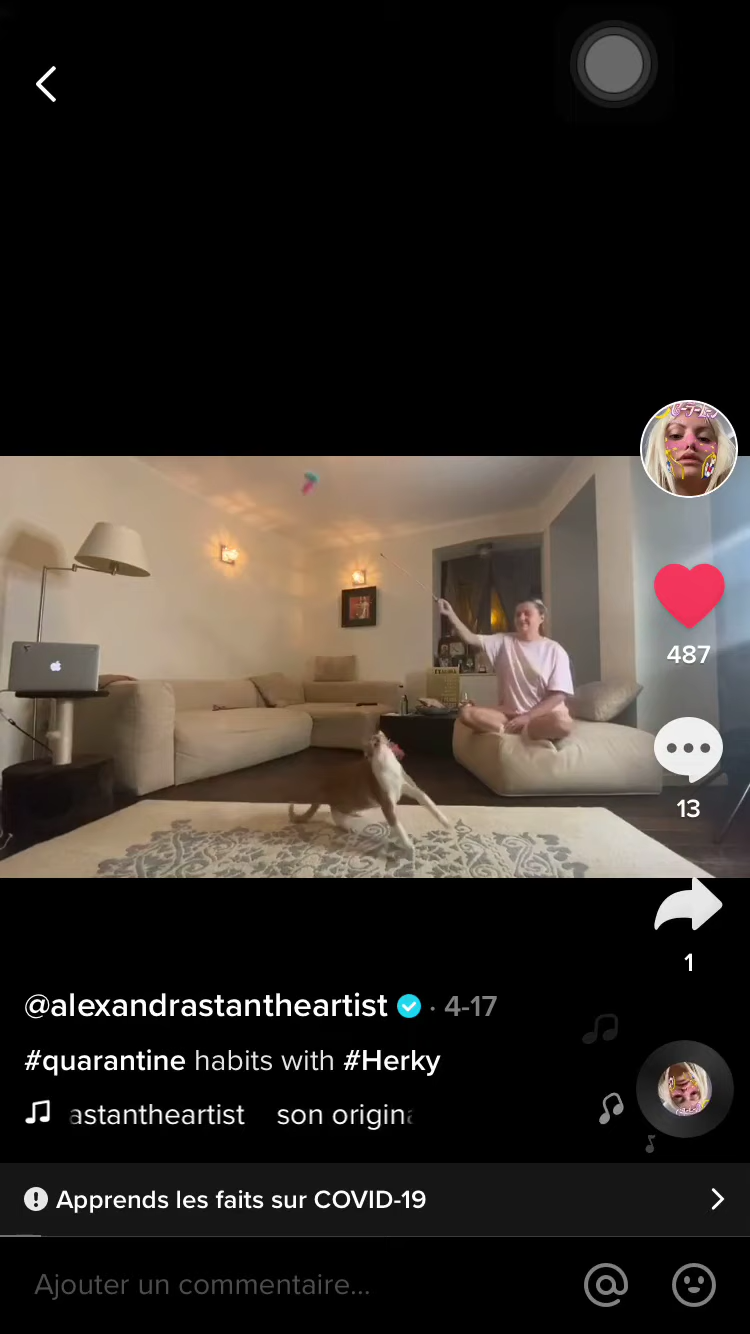 487
13
1
@alexandrastantheartist · 4-17
#quarantine habits with #Herky
astantheartist son origina
Apprends les faits sur COVID-19
Ajouter un commentaire...